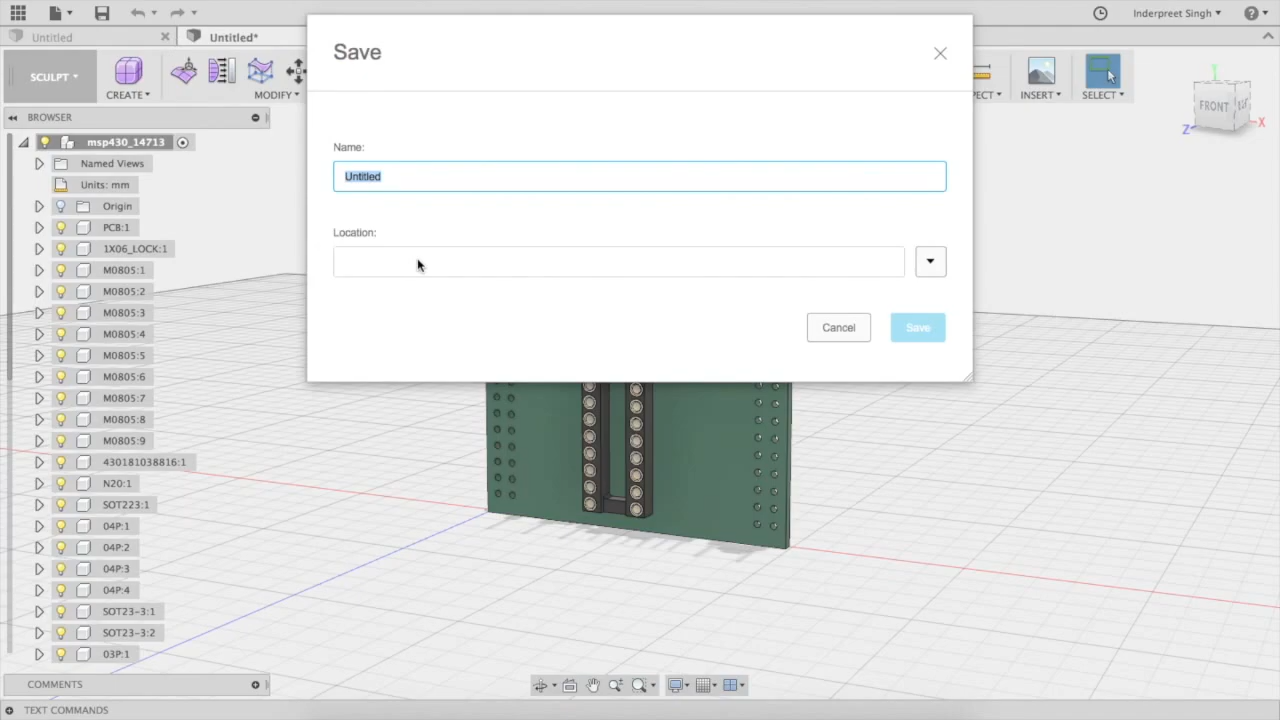 Inderpreet Singh
Untitled
Untitled*
Save
SCULPT
CREATE
MODIFY
INSERT
SELECT
FRONT
Z
X
Y
BROWSER
msp430_14713
Named Views
Units: mm
Origin
PCB:1
1X06_LOCK:1
M0805:1
M0805:2
M0805:3
M0805:4
M0805:5
M0805:6
M0805:7
M0805:8
M0805:9
430181038816:1
N20:1
SOT223:1
04P:1
04P:2
04P:3
04P:4
SOT23-3:1
SOT23-3:2
03P:1
Name:
Untitled
Location:
Cancel
Save
COMMENTS
TEXT COMMANDS